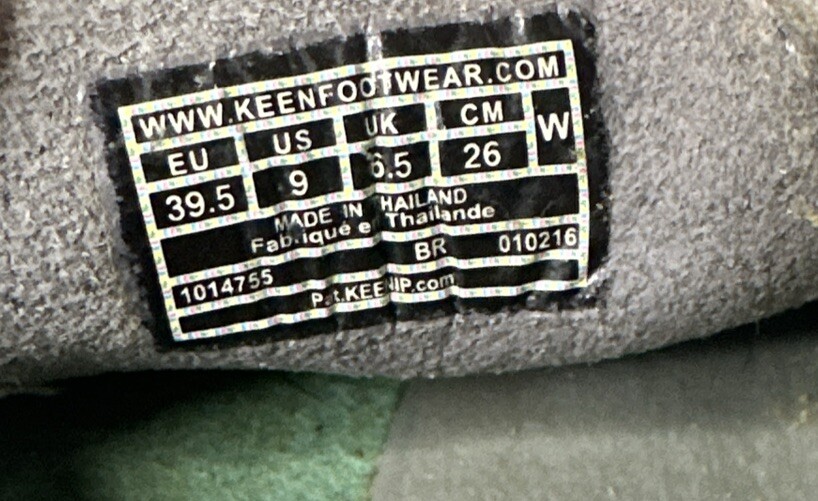 WWW.KEENFOOTWEAR.COM
EU US UK CM W
39.5 9 6.5 26
MADE IN THAILAND
Fabriqué e Thaïlande
BR 010216
1014755
Pat.KEENIP.com